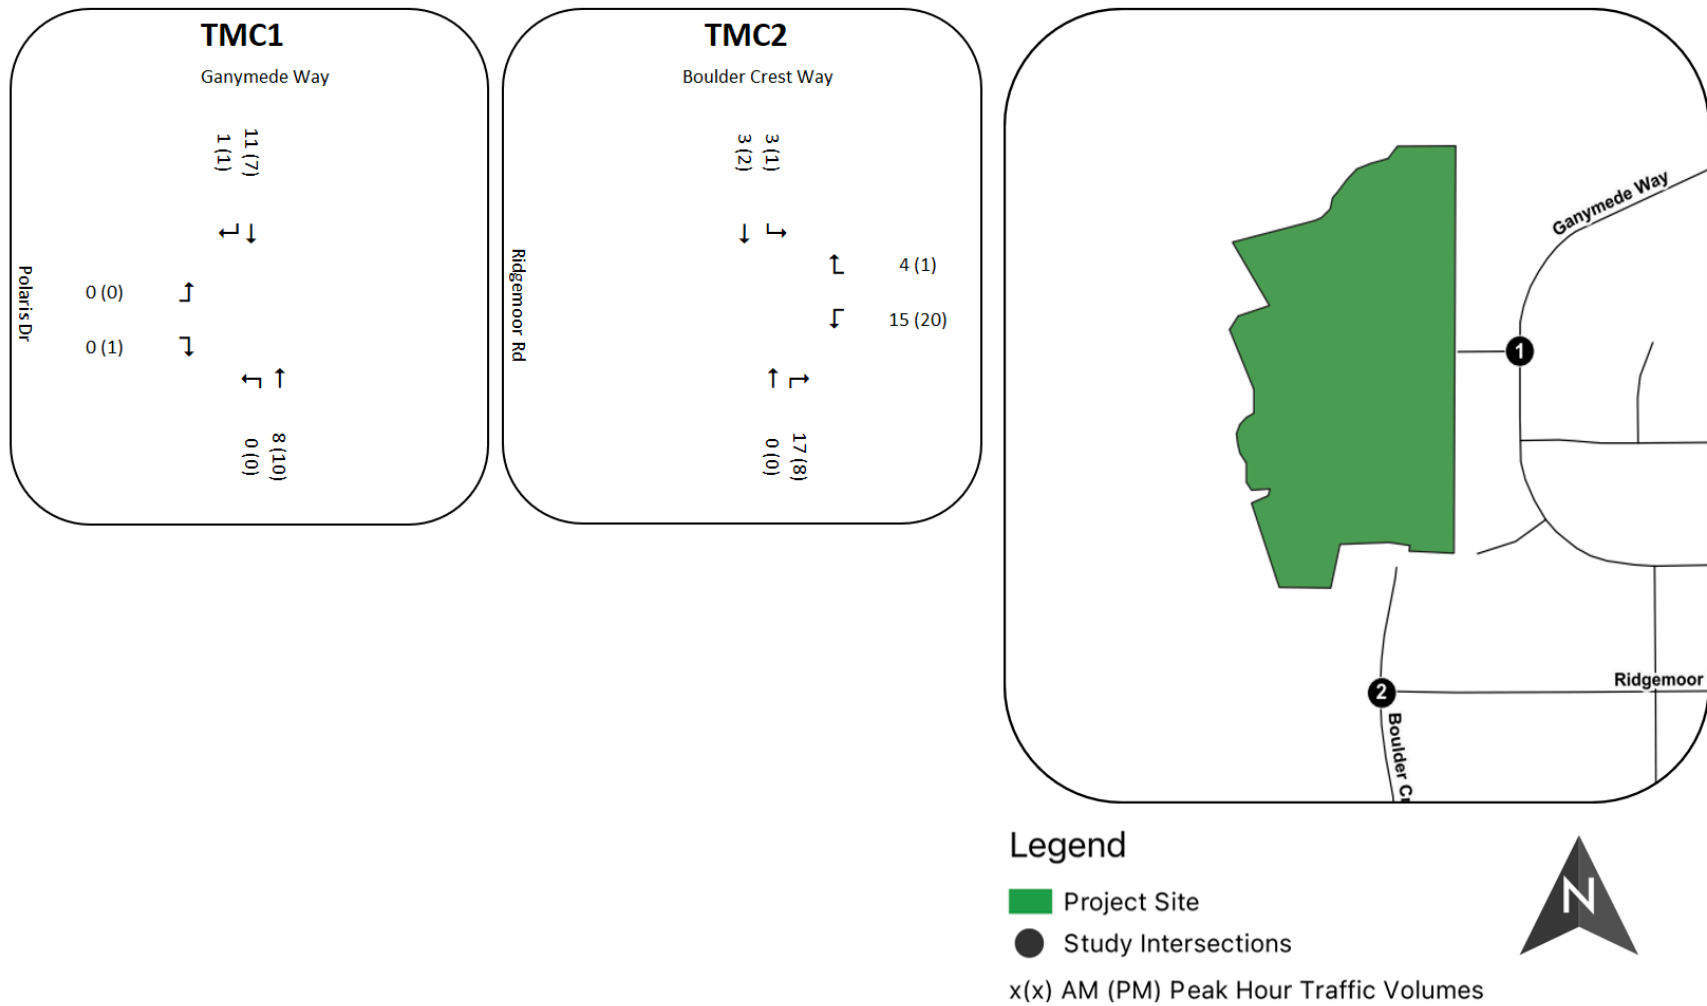 TMC1
Ganymede Way
11 (7)
1 (1)
Polaris Dr
0 (0)
0 (1)
8 (10)
0 (0)
TMC2
Boulder Crest Way
3 (1)
3 (2)
Ridgemoor Rd
4 (1)
15 (20)
17 (8)
0 (0)
Ganymede Way
1
Ridgemoor
2
Boulder Cr
Legend
Project Site
Study Intersections
x(x) AM (PM) Peak Hour Traffic Volumes
N